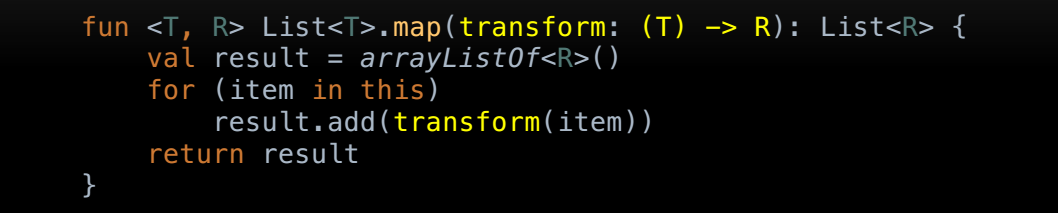 fun <T, R> List<T>.map(transform: (T) -> R): List<R> {
    val result = arrayListOf<R>()
    for (item in this)
        result.add(transform(item))
    return result
}